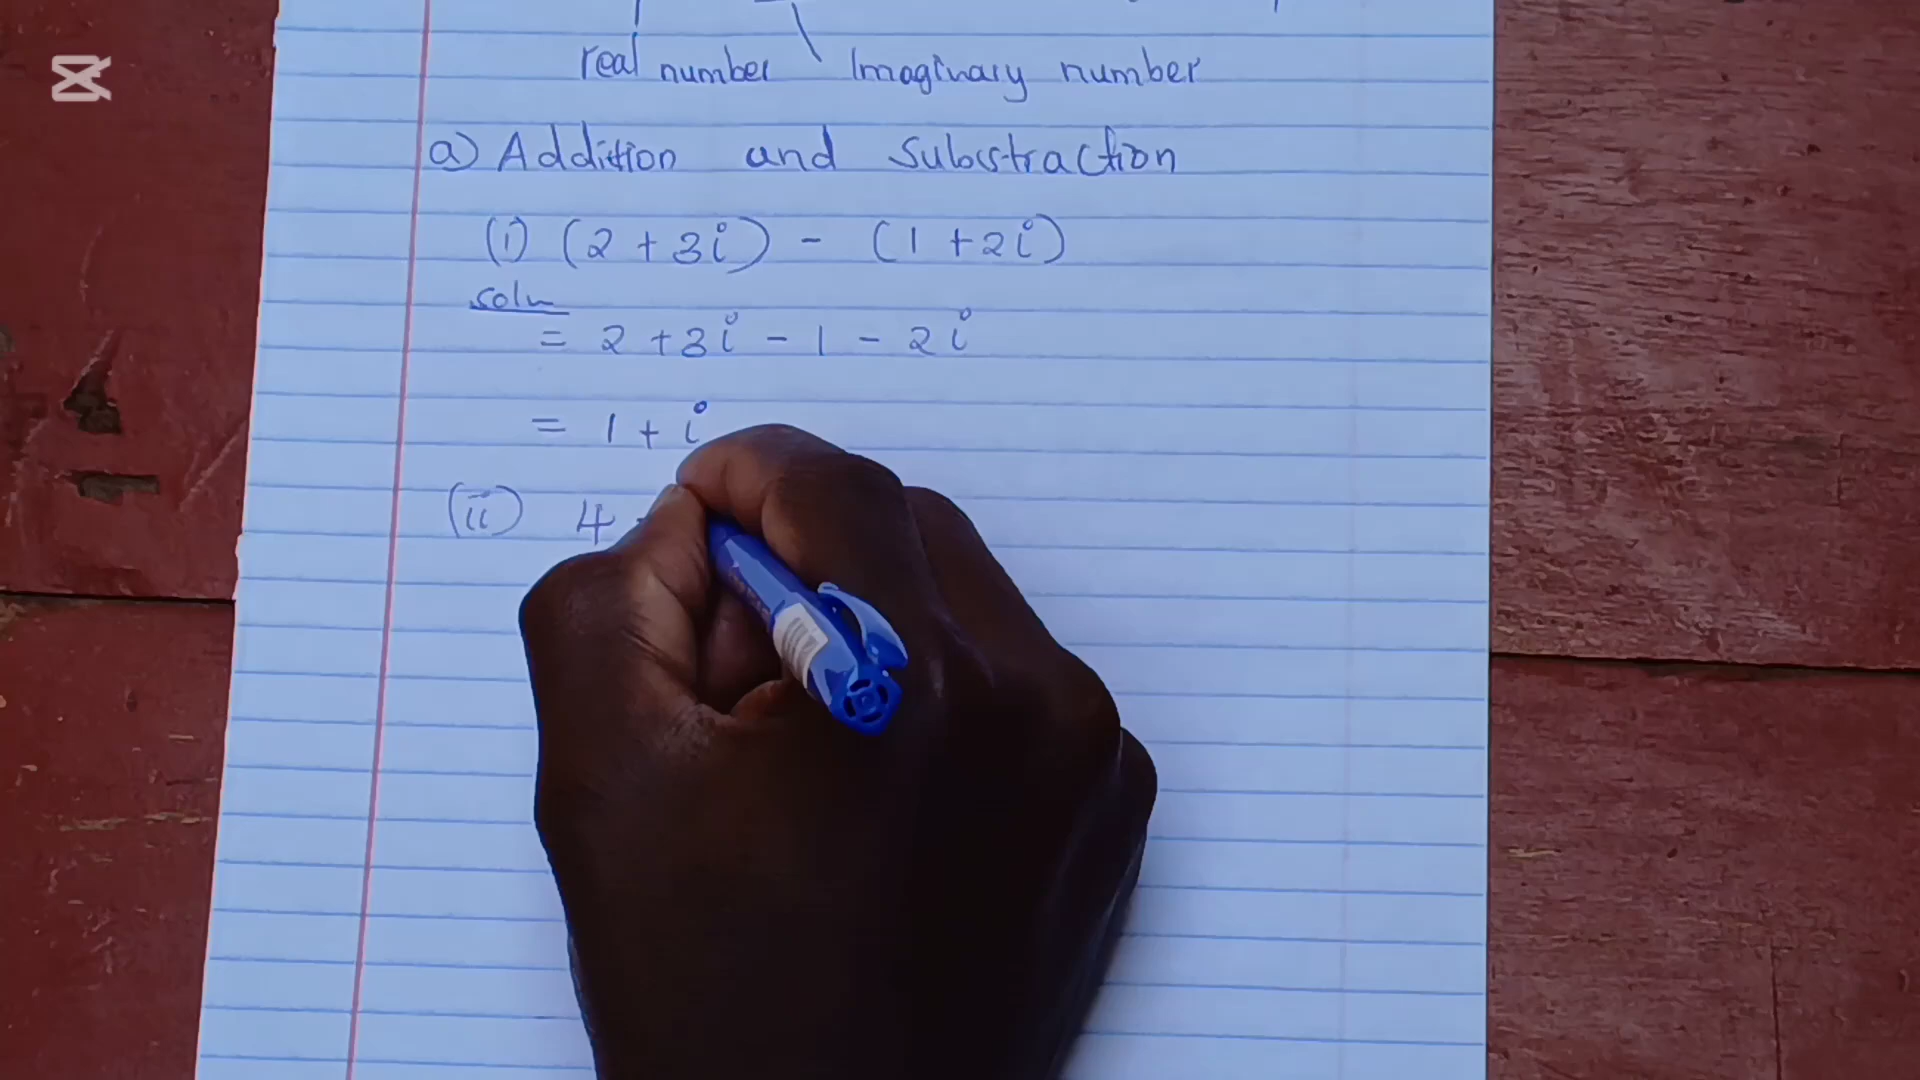 real number Imaginary number
a) Addition and Substraction
(i) (2 + 3i) - (1 + 2i)
soln
= 2 + 3i - 1 - 2i
= 1 + i
(ii) 4